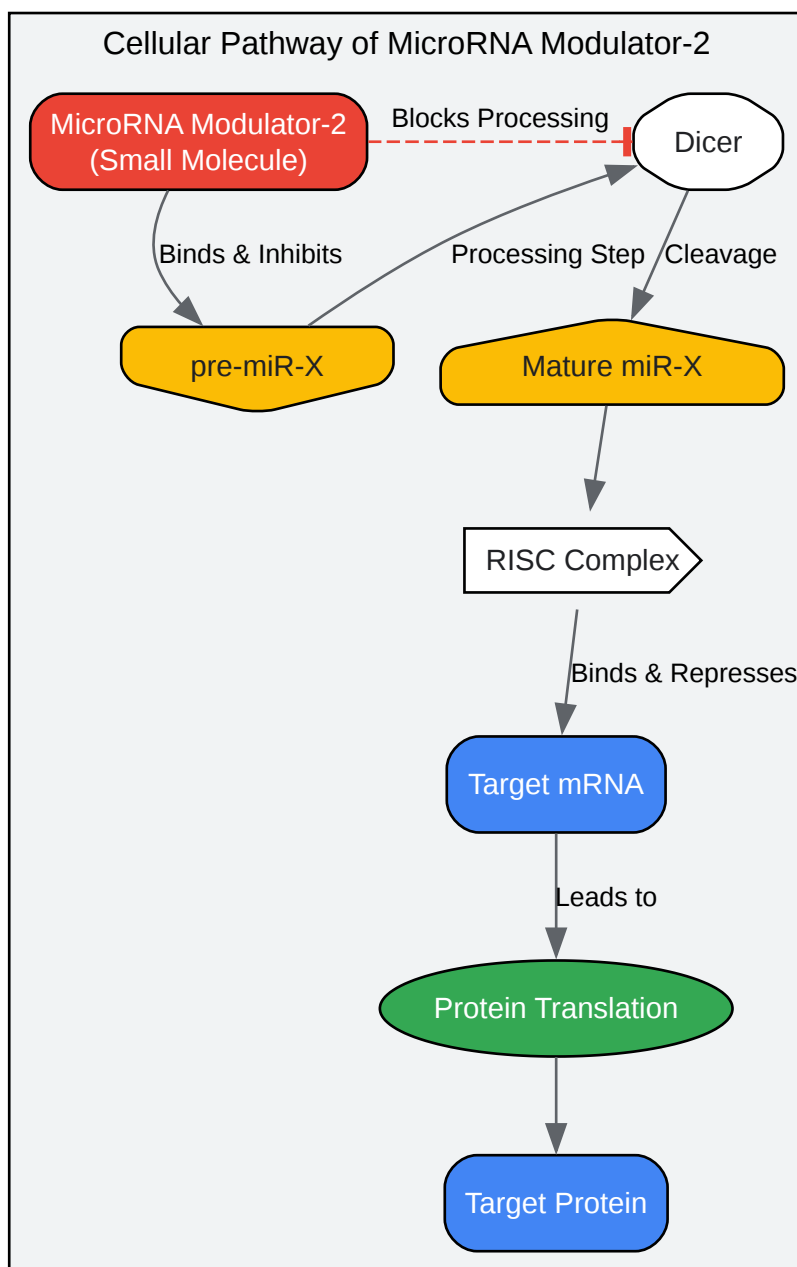 Cellular Pathway of MicroRNA Modulator-2
MicroRNA Modulator-2
(Small Molecule)
Blocks Processing
Dicer
Binds & Inhibits
Processing Step
Cleavage
pre-miR-X
Mature miR-X
RISC Complex
Binds & Represses
Target mRNA
Leads to
Protein Translation
Target Protein